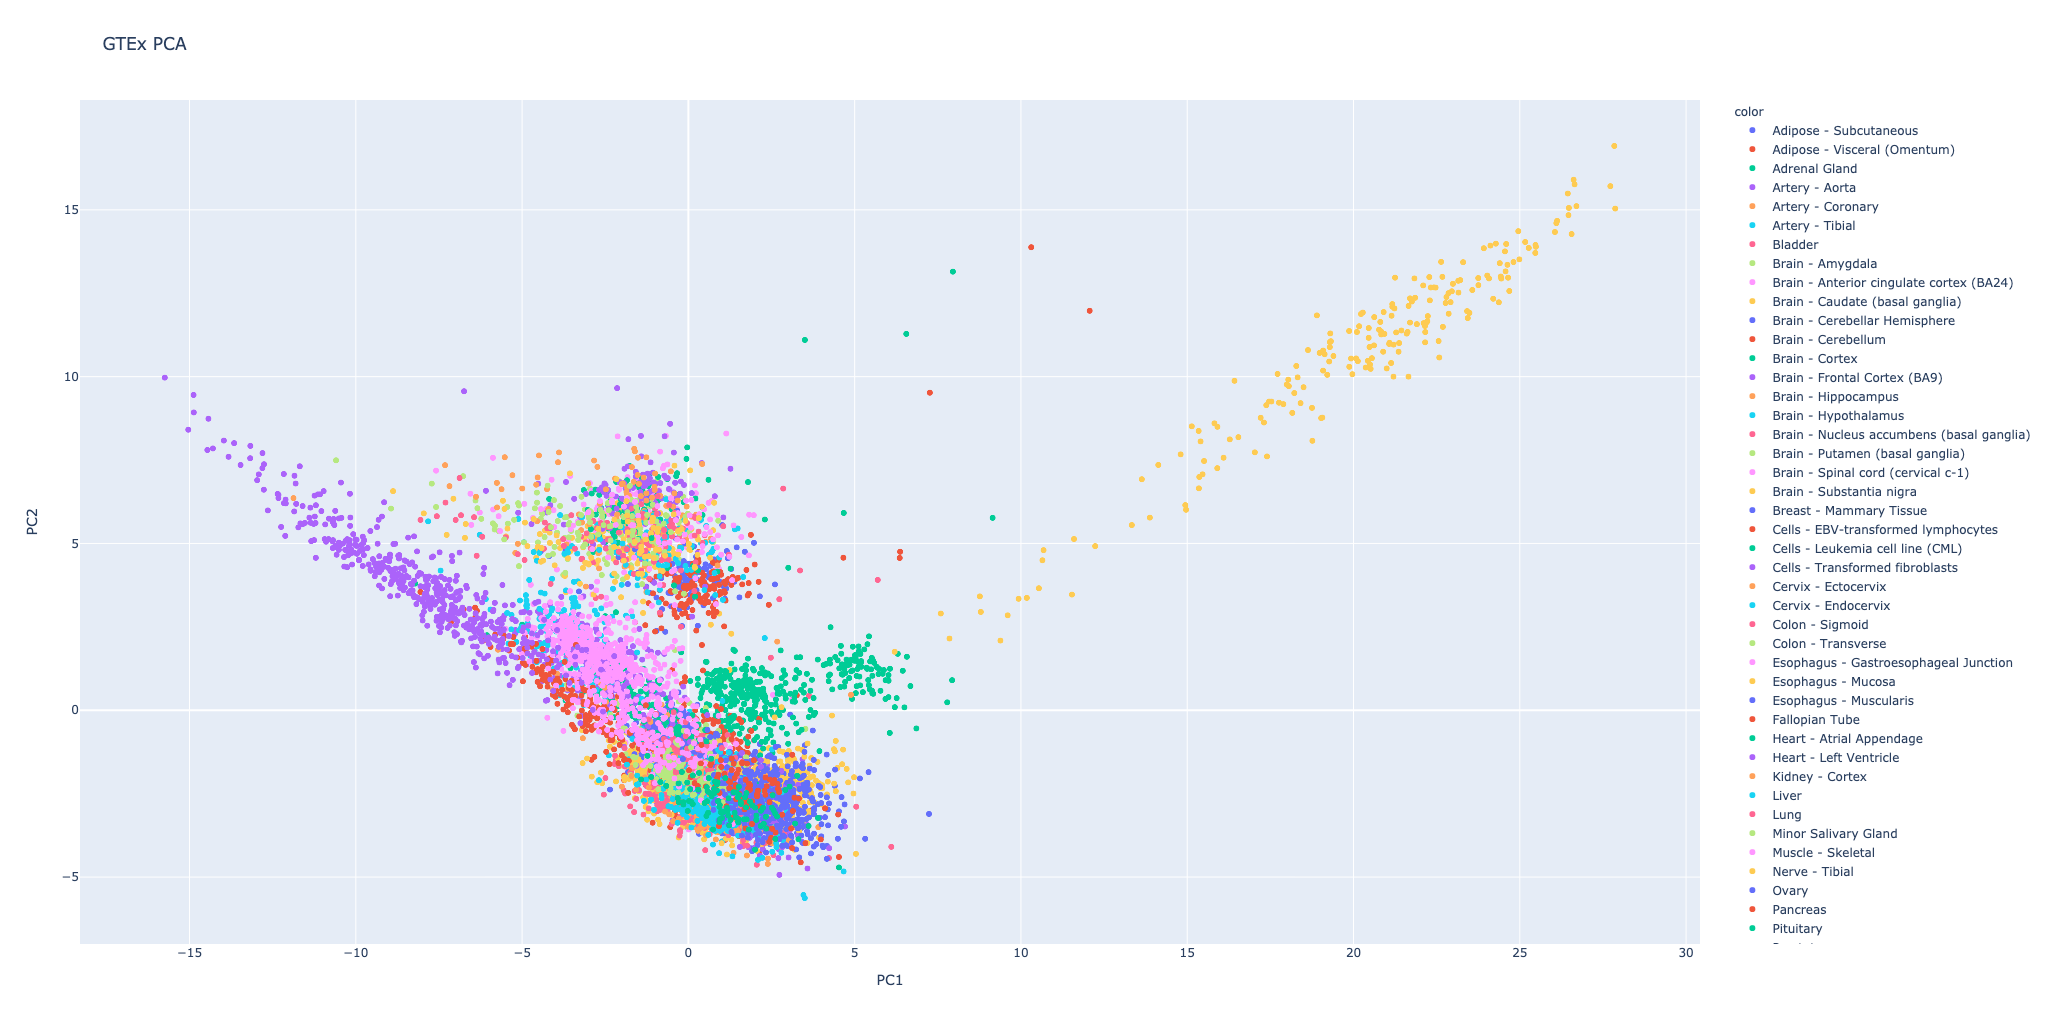 GTEx PCA
color
Adipose - Subcutaneous
Adipose - Visceral (Omentum)
Adrenal Gland
Artery - Aorta
Artery - Coronary
Artery - Tibial
Bladder
Brain - Amygdala
Brain - Anterior cingulate cortex (BA24)
Brain - Caudate (basal ganglia)
Brain - Cerebellar Hemisphere
Brain - Cerebellum
Brain - Cortex
Brain - Frontal Cortex (BA9)
Brain - Hippocampus
Brain - Hypothalamus
Brain - Nucleus accumbens (basal ganglia)
Brain - Putamen (basal ganglia)
Brain - Spinal cord (cervical c-1)
Brain - Substantia nigra
Breast - Mammary Tissue
Cells - EBV-transformed lymphocytes
Cells - Leukemia cell line (CML)
Cells - Transformed fibroblasts
Cervix - Ectocervix
Cervix - Endocervix
Colon - Sigmoid
Colon - Transverse
Esophagus - Gastroesophageal Junction
Esophagus - Mucosa
Esophagus - Muscularis
Fallopian Tube
Heart - Atrial Appendage
Heart - Left Ventricle
Kidney - Cortex
Liver
Lung
Minor Salivary Gland
Muscle - Skeletal
Nerve - Tibial
Ovary
Pancreas
Pituitary
15
10
5
0
−5
PC2
−15 −10 −5 0 5 10 15 20 25 30
PC1